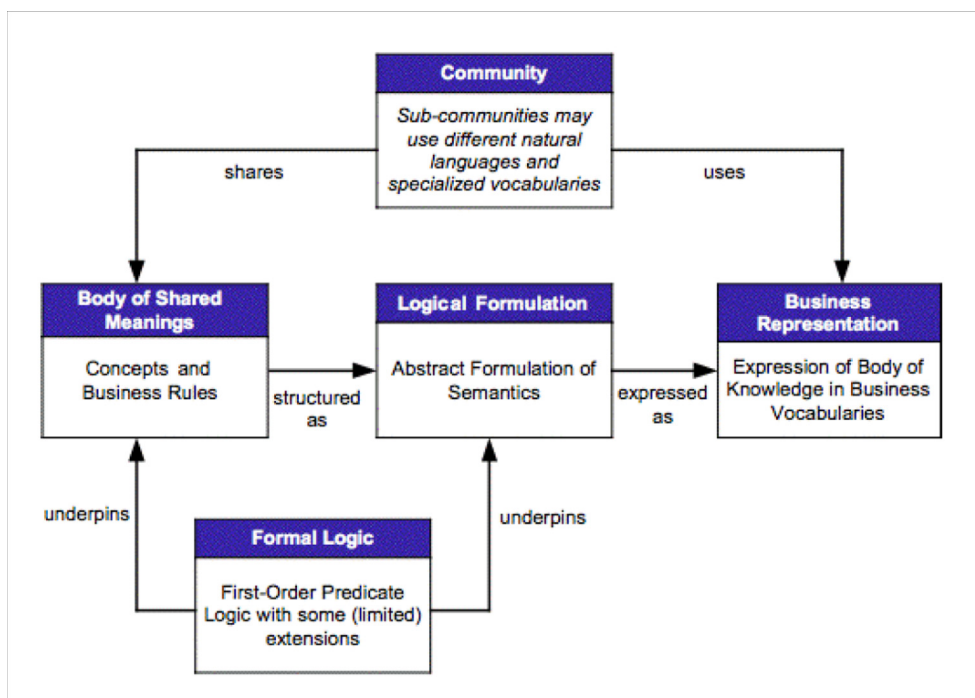 Community
Sub-communities may
use different natural
languages and
specialized vocabularies
shares
uses
Body of Shared
Meanings
Concepts and
Business Rules
structured
as
Logical Formulation
Abstract Formulation of
Semantics
expressed
as
Business
Representation
Expression of Body of
Knowledge in Business
Vocabularies
underpins
underpins
Formal Logic
First-Order Predicate
Logic with some (limited)
extensions